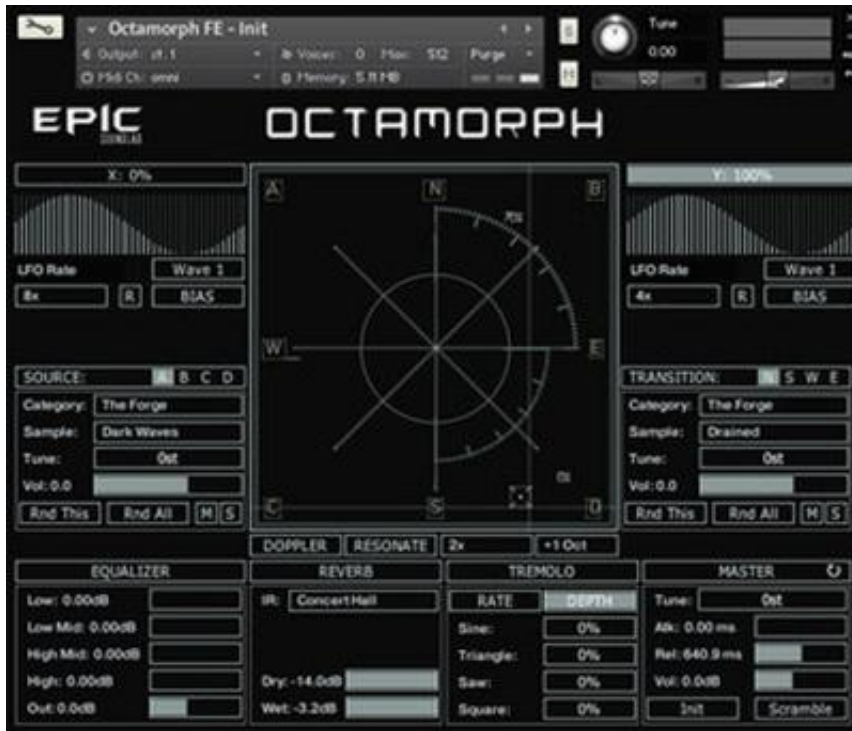 Octamorph FE - Init
Output: st.1 Voices: 0 Max: 512 Purge
Midi Ch: omni Memory: 5.11 MB
S
M
Tune
0.00
EPIC
SOUNDLAB
OCTAMORPH
X: 0%
LFO Rate Wave 1
8x R BIAS
A N B
W E
C S D
Y: 100%
LFO Rate Wave 1
4x R BIAS
SOURCE: A B C D
Category: The Forge
Sample: Dark Waves
Tune: 0st
Vol: 0.0
Rnd This Rnd All M S
TRANSITION: N S W E
Category: The Forge
Sample: Drained
Tune: 0st
Vol: 0.0
Rnd This Rnd All M S
DOPPLER RESONATE 2x +1 Oct
EQUALIZER
Low: 0.00dB
Low Mid: 0.00dB
High Mid: 0.00dB
High: 0.00dB
Out: 0.0dB
REVERB
IR: Concert Hall
Dry: -14.0dB
Wet: -3.2dB
TREMOLO
RATE DEPTH
Sine: 0%
Triangle: 0%
Saw: 0%
Square: 0%
MASTER
Tune: 0st
Atk: 0.00 ms
Rel: 640.9 ms
Vol: 0.0dB
Init Scramble